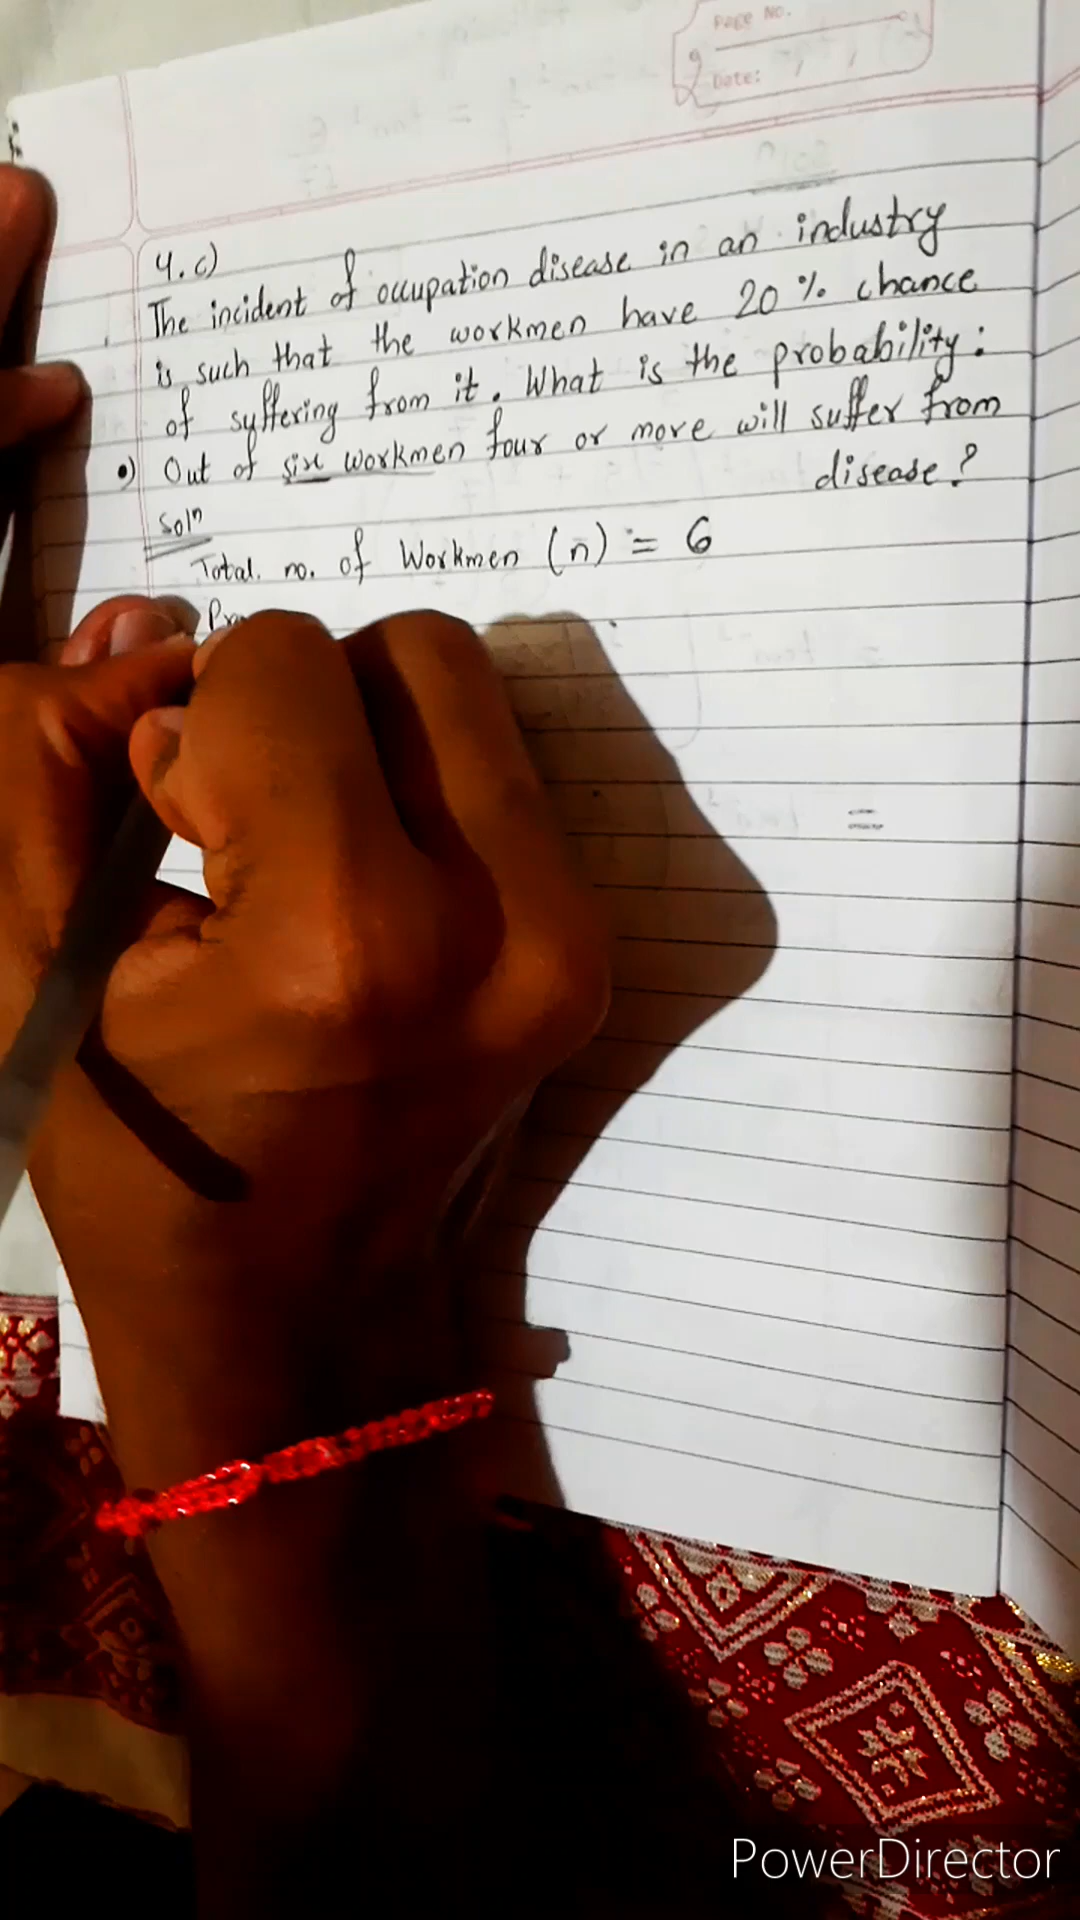 Page No.
Date:
4.c)
The incident of occupation disease in an industry
is such that the workmen have 20 % chance
of suffering from it. What is the probability:
•) Out of six workmen four or more will suffer from
disease?
Soln
Total. no. of Workmen (n) = 6
PowerDirector